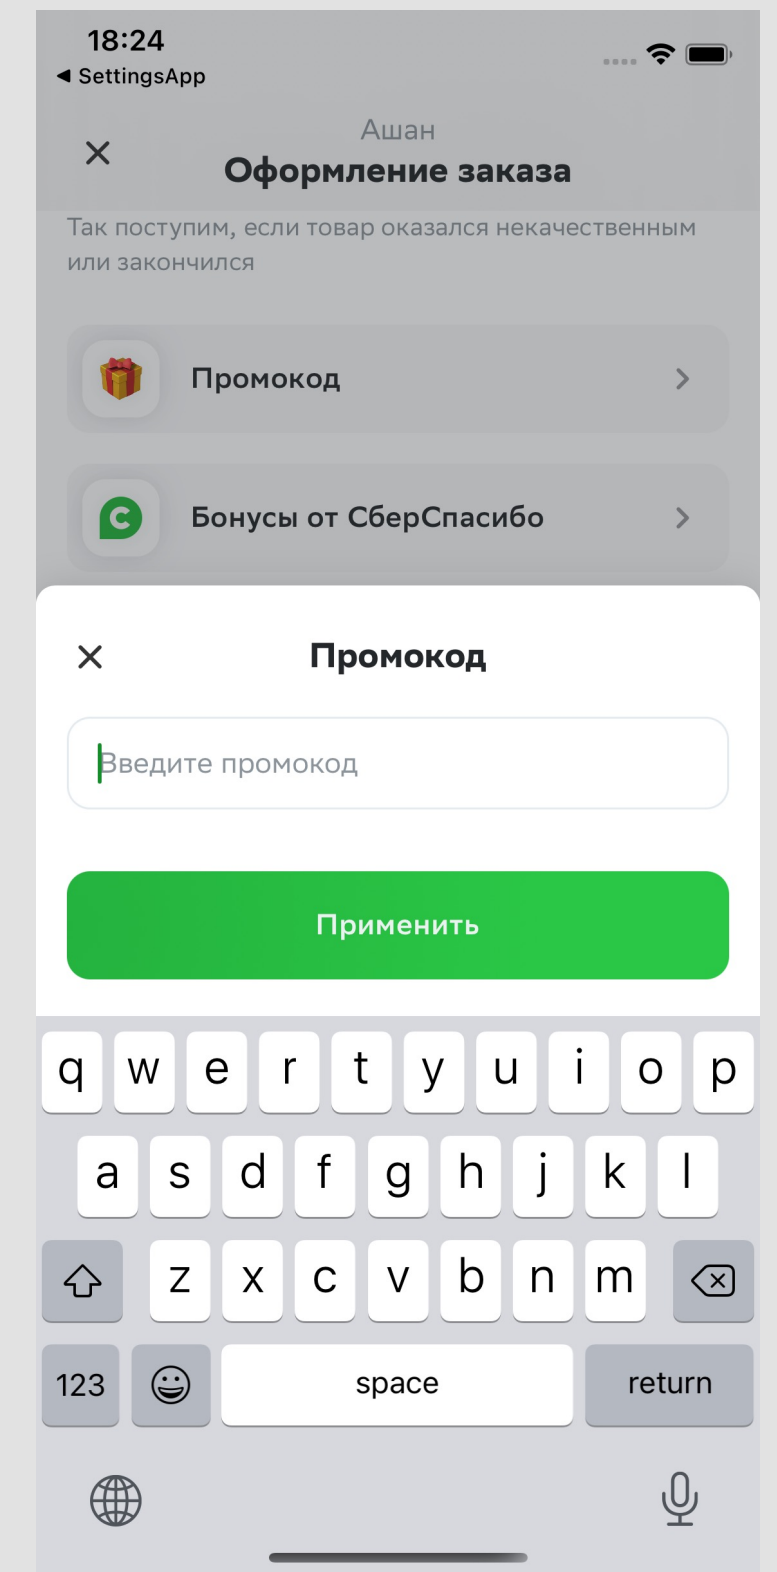 18:24
◀ SettingsApp
Ашан
Оформление заказа
Так поступим, если товар оказался некачественным
или закончился
Промокод
Бонусы от СберСпасибо
Промокод
Введите промокод
Применить
q w e r t y u i o p
a s d f g h j k l
z x c v b n m
123 space return